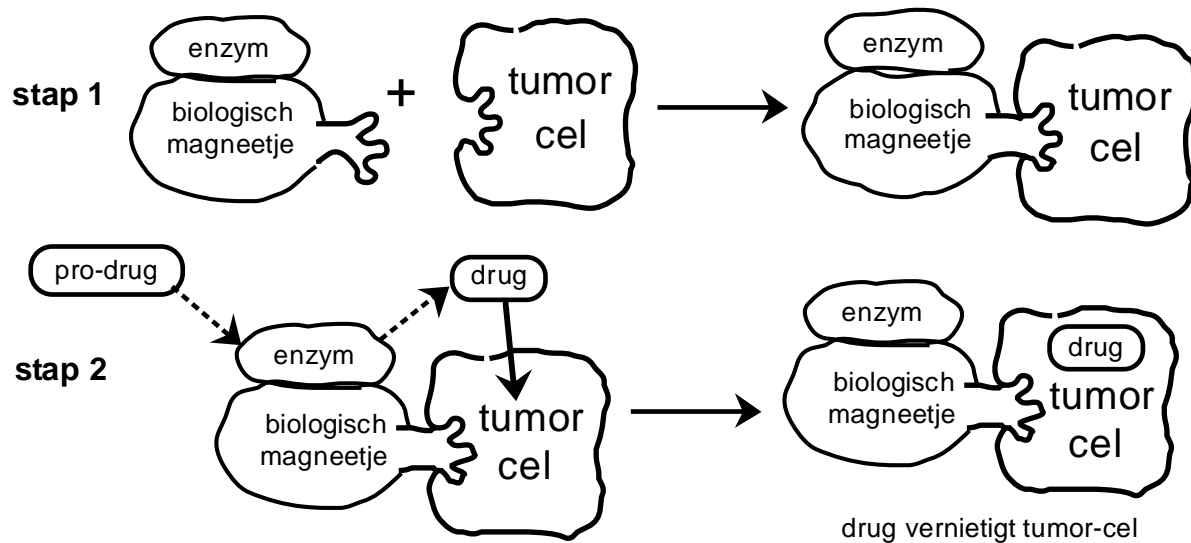 stap 1
enzym
biologisch
magneetje
+
tumor
cel
enzym
biologisch
magneetje
tumor
cel
stap 2
pro-drug
drug
enzym
biologisch
magneetje
tumor
cel
enzym
biologisch
magneetje
drug
tumor
cel
drug vernietigt tumor-cel